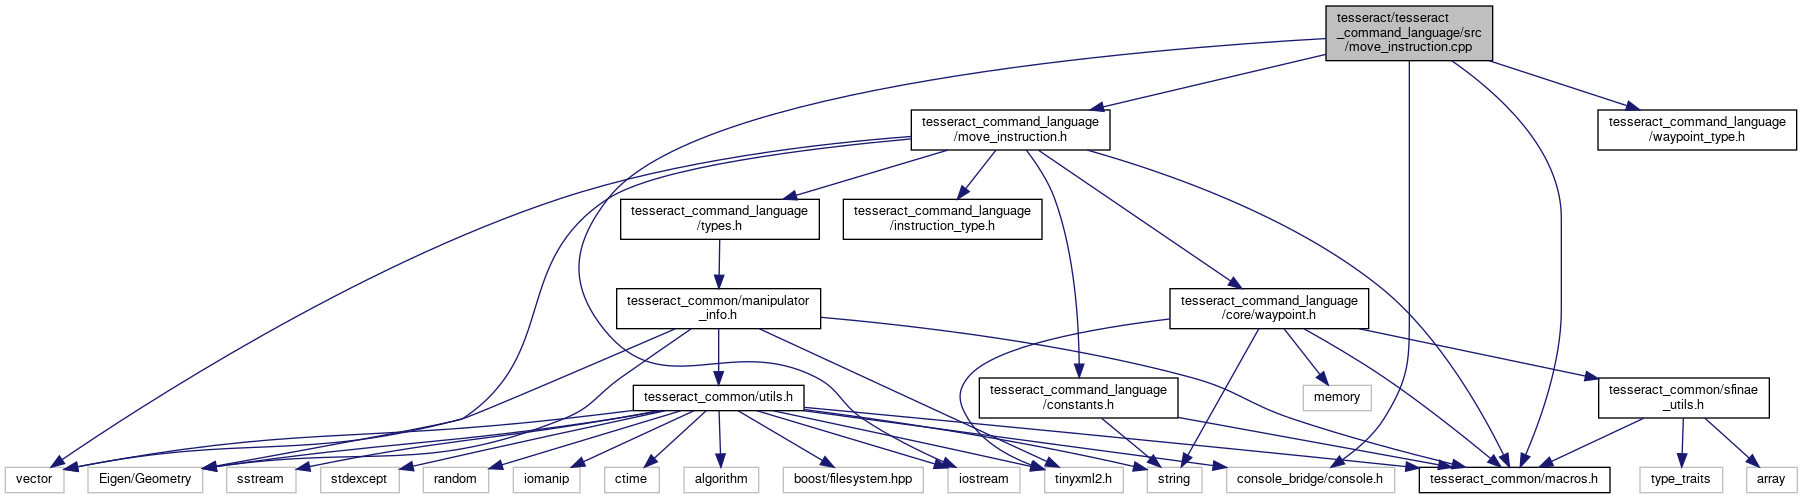 tesseract/tesseract
_command_language/src
/move_instruction.cpp
tesseract_command_language
/move_instruction.h
tesseract_command_language
/waypoint_type.h
tesseract_command_language
/types.h
tesseract_command_language
/instruction_type.h
tesseract_common/manipulator
_info.h
tesseract_command_language
/core/waypoint.h
tesseract_common/utils.h
tesseract_command_language
/constants.h
memory
tesseract_common/sfinae
_utils.h
vector
Eigen/Geometry
sstream
stdexcept
random
iomanip
ctime
algorithm
boost/filesystem.hpp
iostream
tinyxml2.h
string
console_bridge/console.h
tesseract_common/macros.h
type_traits
array